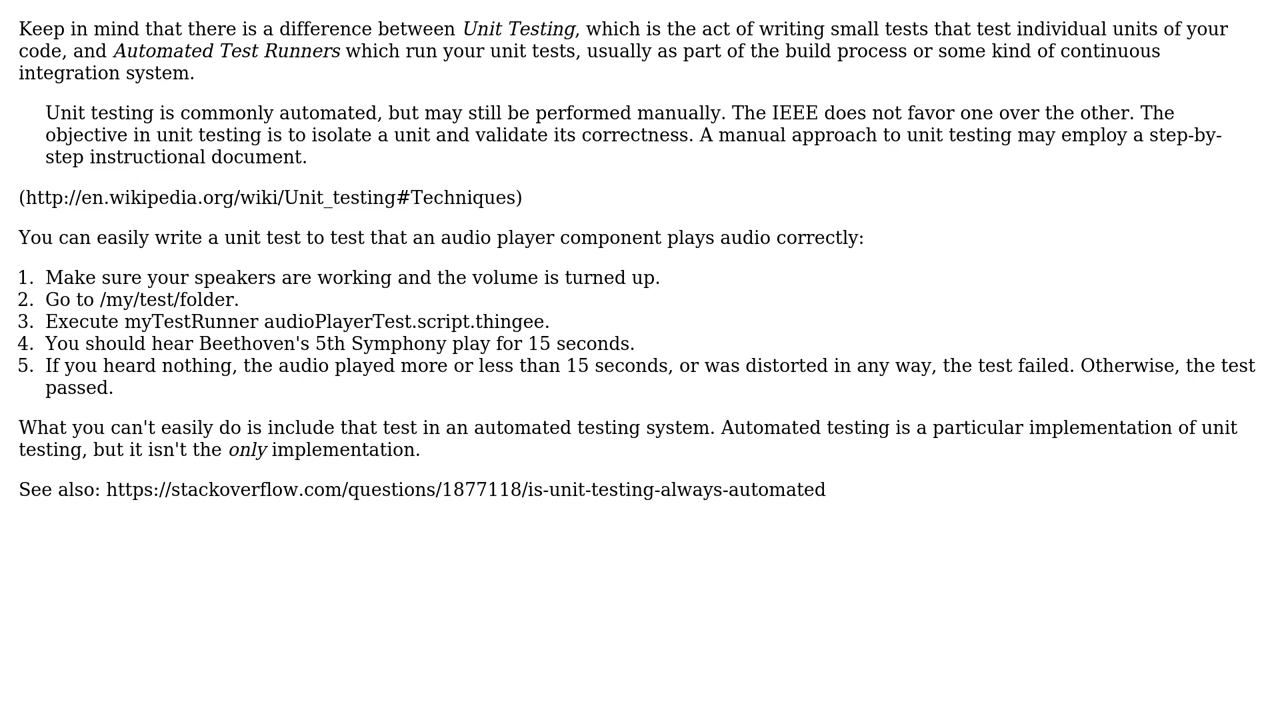 Keep in mind that there is a difference between Unit Testing, which is the act of writing small tests that test individual units of your
code, and Automated Test Runners which run your unit tests, usually as part of the build process or some kind of continuous
integration system.
Unit testing is commonly automated, but may still be performed manually. The IEEE does not favor one over the other. The
objective in unit testing is to isolate a unit and validate its correctness. A manual approach to unit testing may employ a step-by-
step instructional document.
(http://en.wikipedia.org/wiki/Unit_testing#Techniques)
You can easily write a unit test to test that an audio player component plays audio correctly:
1. Make sure your speakers are working and the volume is turned up.
2. Go to /my/test/folder.
3. Execute myTestRunner audioPlayerTest.script.thingee.
4. You should hear Beethoven's 5th Symphony play for 15 seconds.
5. If you heard nothing, the audio played more or less than 15 seconds, or was distorted in any way, the test failed. Otherwise, the test
passed.
What you can't easily do is include that test in an automated testing system. Automated testing is a particular implementation of unit
testing, but it isn't the only implementation.
See also: https://stackoverflow.com/questions/1877118/is-unit-testing-always-automated